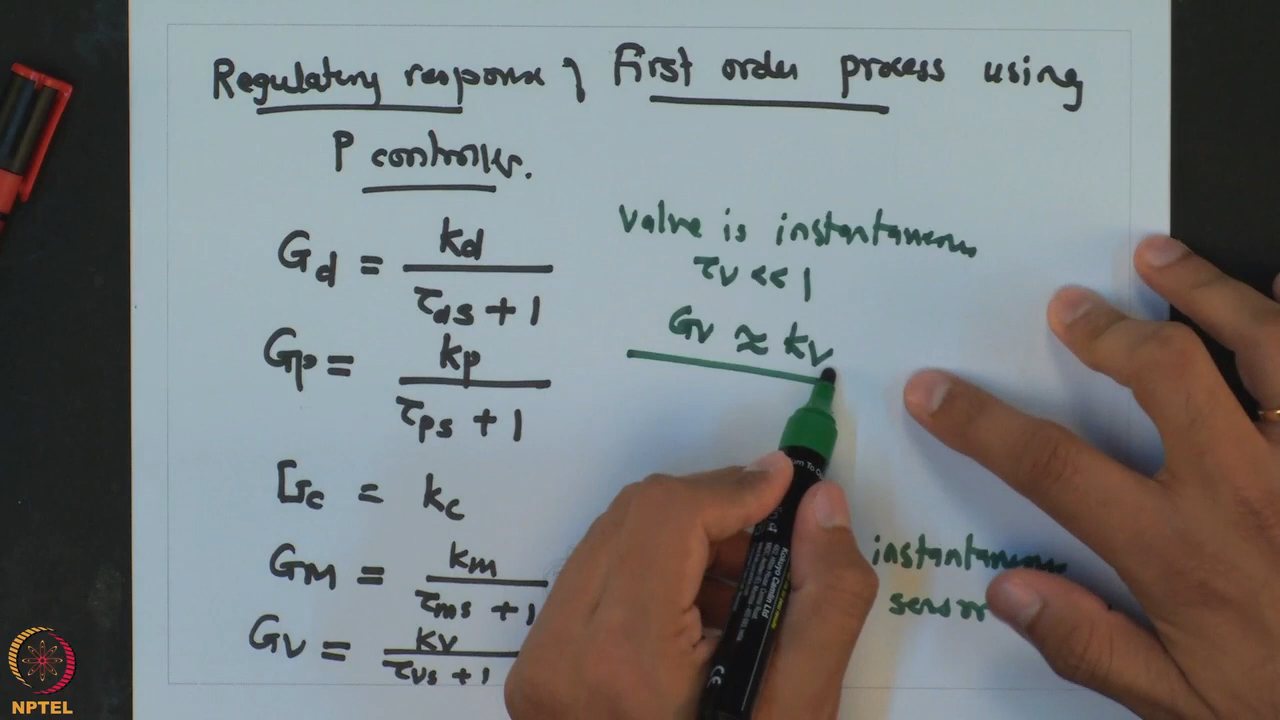 Regulatory response of First order process using
P controller.
Gd = kd / τds + 1
Gp = kp / τps + 1
Gc = kc
Gm = km / τms + 1
Gv = kv / τvs + 1
valve is instantaneous
τv << 1
Gv ≈ kv
instantaneous
sensor
NPTEL